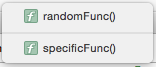 f randomFunc()
f specificFunc()